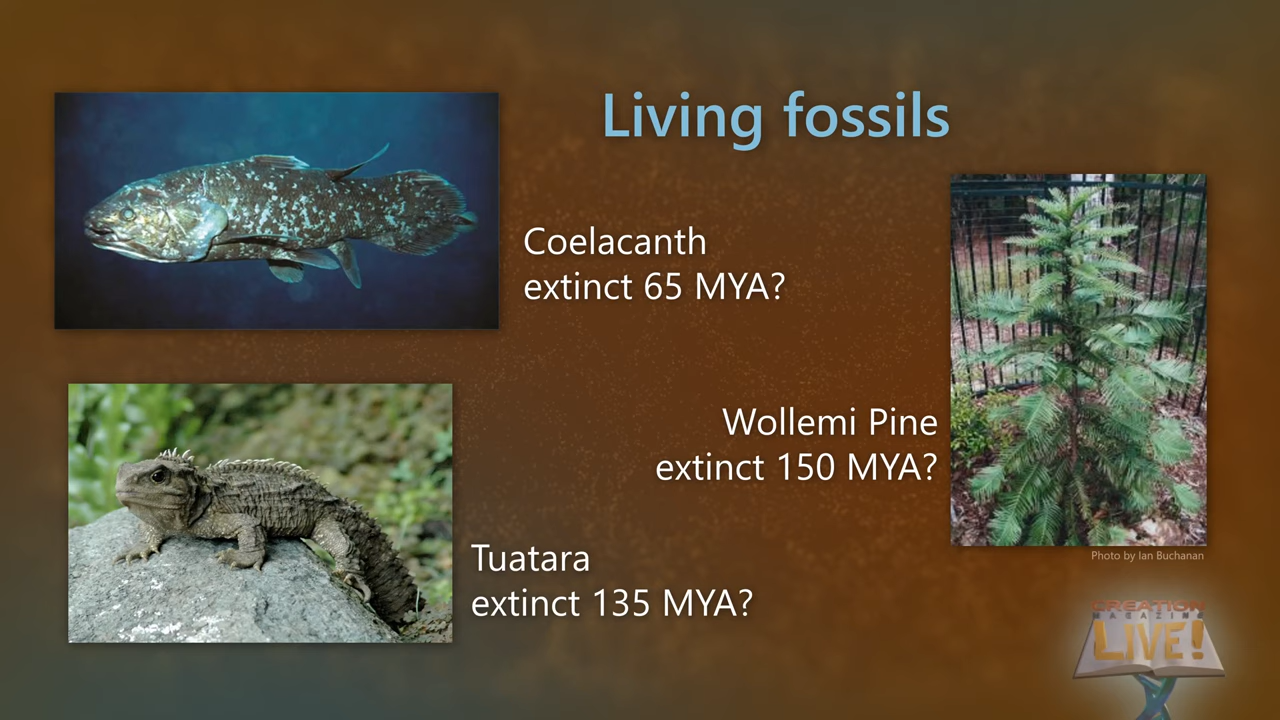 Living fossils
Coelacanth
extinct 65 MYA?
Wollemi Pine
extinct 150 MYA?
Photo by Ian Buchanan
Tuatara
extinct 135 MYA?
CREATION
MAGAZINE
LIVE!